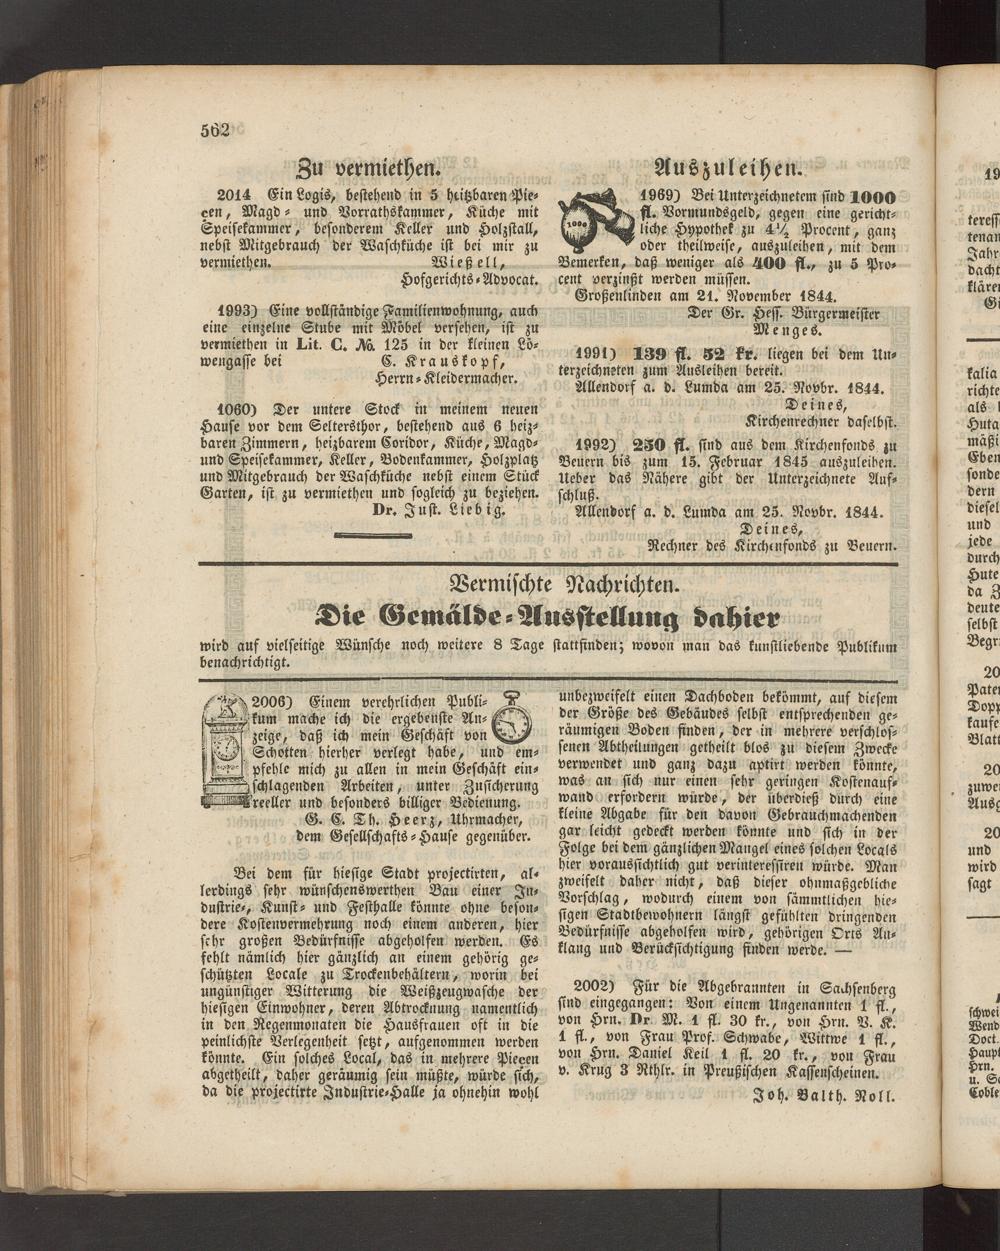 562
Zu vermiethen.
2014 Ein Logis, bestehend in 5 heitzbaren Pie-
cen, Magd- und Vorrathskammer, Küche mit
Speisekammer, besonderem Keller und Holzstall,
nebst Mitgebrauch der Waschküche ist bei mir zu
vermiethen. Wießell,
Hofgerichts-Advocat.
1993) Eine vollständige Familienwohnung, auch
eine einzelne Stube mit Möbel versehen, ist zu
vermiethen in Lit. C. No. 125 in der kleinen Lö-
wengasse bei C. Krauskopf,
Herrn-Kleidermacher.
1060) Der untere Stock in meinem neuen
Hause vor dem Seltersthor, bestehend aus 6 heiz-
baren Zimmern, heizbarem Coridor, Küche, Magd-
und Speisekammer, Keller, Bodenkammer, Holzplatz
und Mitgebrauch der Waschküche nebst einem Stück
Garten, ist zu vermiethen und sogleich zu beziehen.
Dr. Just. Liebig.
Auszuleihen.
1000
1969) Bei Unterzeichnetem sind 1000
fl. Vormundsgeld, gegen eine gericht-
liche Hypothek zu 4½ Procent, ganz
oder theilweise, auszuleihen, mit dem
Bemerken, daß weniger als 400 fl., zu 5 Pro-
cent verzinßt werden müssen.
Großenlinden am 21. November 1844.
Der Gr. Hess. Bürgermeister
Menges.
1991) 139 fl. 52 kr. liegen bei dem Un-
terzeichneten zum Ausleihen bereit.
Allendorf a. d. Lumda am 25. Novbr. 1844.
Deines,
Kirchenrechner daselbst.
1992) 250 fl. sind aus dem Kirchenfonds zu
Beuern bis zum 15. Februar 1845 auszuleihen.
Ueber das Nähere gibt der Unterzeichnete Auf-
schluß.
Allendorf a. d. Lumda am 25. Novbr. 1844.
Deines,
Rechner des Kirchenfonds zu Beuern.
Vermischte Nachrichten.
Die Gemälde-Ausstellung dahier
wird auf vielseitige Wünsche noch weitere 8 Tage stattfinden; wovon man das kunstliebende Publikum
benachrichtigt.
2006) Einem verehrlichen Publi-
kum mache ich die ergebenste An-
zeige, daß ich mein Geschäft von
Schotten hierher verlegt habe, und em-
pfehle mich zu allen in mein Geschäft ein-
schlagenden Arbeiten, unter Zusicherung
reeller und besonders billiger Bedienung.
G. C. Th. Heerz, Uhrmacher,
dem Gesellschafts-Hause gegenüber.
Bei dem für hiesige Stadt projectirten, al-
lerdings sehr wünschenswerthen Bau einer In-
dustrie-, Kunst- und Festhalle könnte ohne beson-
dere Kostenvermehrung noch einem anderen, hier
sehr großen Bedürfnisse abgeholfen werden. Es
fehlt nämlich hier gänzlich an einem gehörig ge-
schützten Locale zu Trockenbehältern, worin bei
ungünstiger Witterung die Weißzeugwasche der
hiesigen Einwohner, deren Abtrocknung namentlich
in den Regenmonaten die Hausfrauen oft in die
peinlichste Verlegenheit setzt, aufgenommen werden
könnte. Ein solches Local, das in mehrere Piecen
abgetheilt, daher geräumig sein müßte, würde sich,
da die projectirte Industrie-Halle ja ohnehin wohl
unbezweifelt einen Dachboden bekömmt, auf diesem
der Größe des Gebäudes selbst entsprechenden ge-
räumigen Boden finden, der in mehrere verschlos-
senen Abtheilungen getheilt blos zu diesem Zwecke
verwendet und ganz dazu aptirt werden könnte,
was an sich nur einen sehr geringen Kostenauf-
wand erfordern würde, der überdieß durch eine
kleine Abgabe für den davon Gebrauchmachenden
gar leicht gedeckt werden könnte und sich in der
Folge bei dem gänzlichen Mangel eines solchen Locals
hier voraussichtlich gut verinteressiren würde. Man
zweifelt daher nicht, daß dieser ohnmaßgebliche
Vorschlag, wodurch einem von sämmtlichen hie-
sigen Stadtbewohnern längst gefühlten dringenden
Bedürfnisse abgeholfen wird, gehörigen Orts An-
klang und Berücksichtigung finden werde. —
2002) Für die Abgebrannten in Sachsenberg
sind eingegangen: Von einem Ungenannten 1 fl.,
von Hrn. Dr. M. 1 fl. 30 kr., von Hrn. V. K.
1 fl., von Frau Prof. Schwabe, Wittwe 1 fl.,
von Hrn. Daniel Keil 1 fl. 20 kr., von Frau
v. Krug 3 Rthlr. in Preußischen Kassenscheinen.
Joh. Balth. Noll.